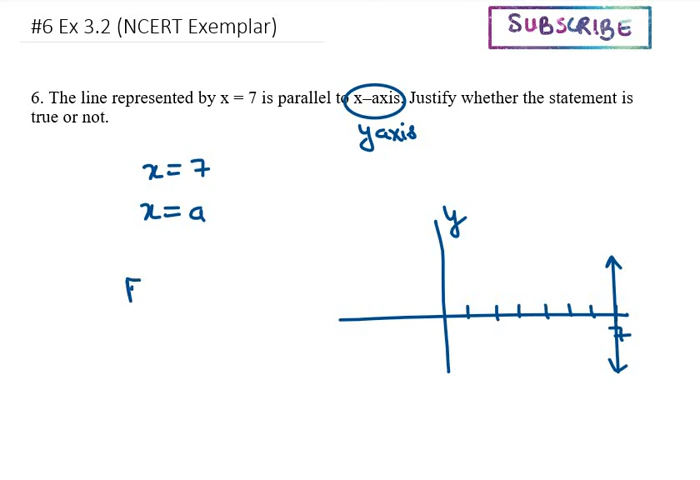 #6 Ex 3.2 (NCERT Exemplar)
SUBSCRIBE
6. The line represented by x = 7 is parallel to x–axis. Justify whether the statement is
true or not.
y axis
x = 7
x = a
y
F
7